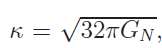 κ = √32πG_N,